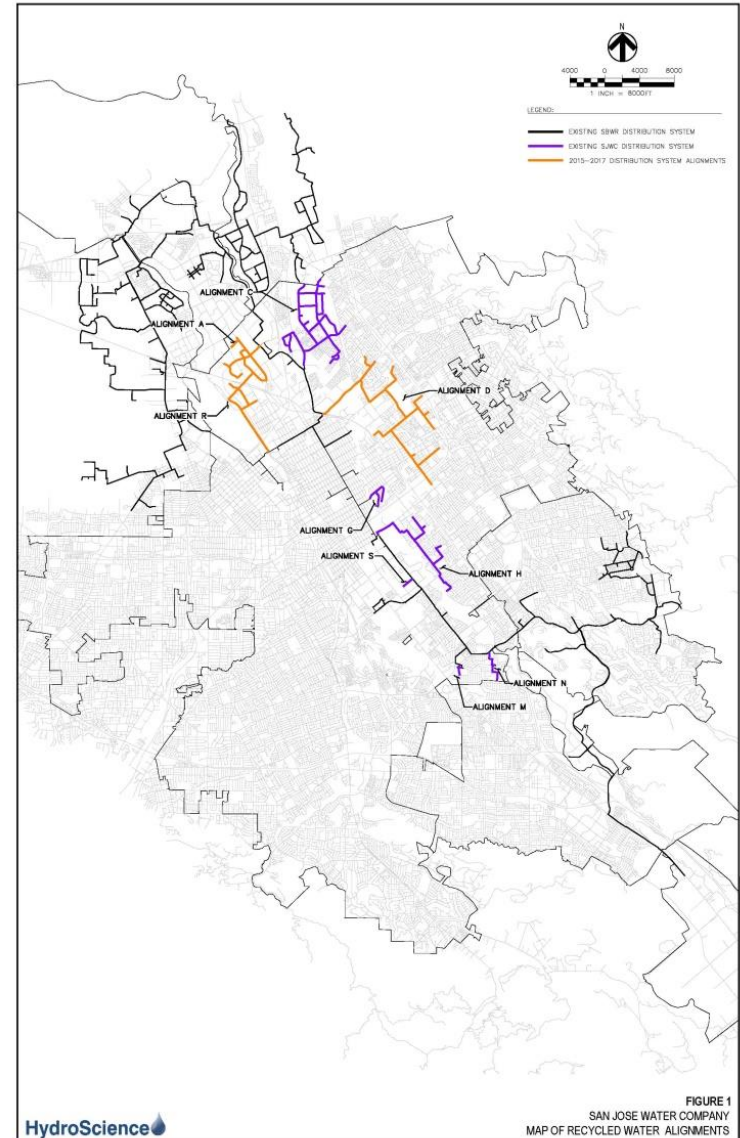 N
4000 0 4000 8000
1 INCH = 8000FT
LEGEND:
EXISTING SBWR DISTRIBUTION SYSTEM
EXISTING SJWC DISTRIBUTION SYSTEM
2015-2017 DISTRIBUTION SYSTEM ALIGNMENTS
ALIGNMENT C
ALIGNMENT A
ALIGNMENT D
ALIGNMENT R
ALIGNMENT G
ALIGNMENT S
ALIGNMENT H
ALIGNMENT N
ALIGNMENT M
FIGURE 1
SAN JOSE WATER COMPANY
MAP OF RECYCLED WATER ALIGNMENTS
HydroScience